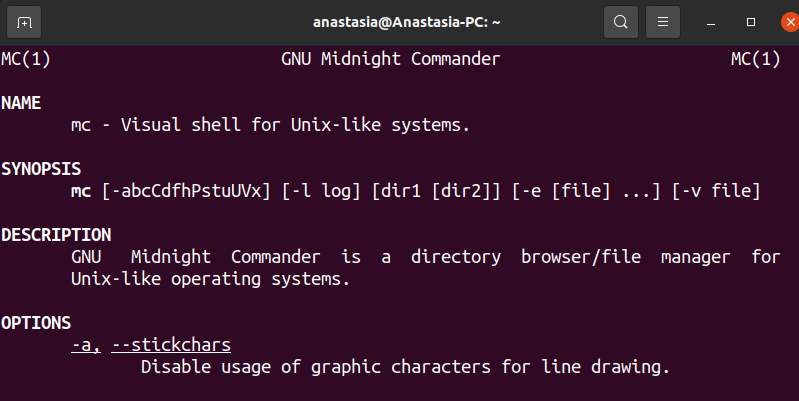 anastasia@Anastasia-PC: ~
MC(1) GNU Midnight Commander MC(1)
NAME
mc - Visual shell for Unix-like systems.
SYNOPSIS
mc [-abcCdfhPstuUVx] [-l log] [dir1 [dir2]] [-e [file] ...] [-v file]
DESCRIPTION
GNU Midnight Commander is a directory browser/file manager for
Unix-like operating systems.
OPTIONS
-a, --stickchars
Disable usage of graphic characters for line drawing.